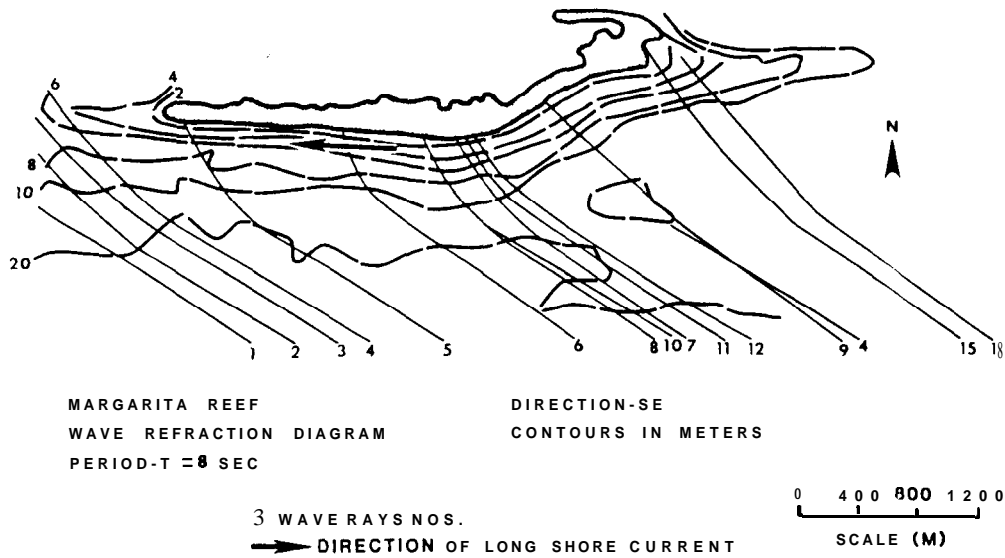 6
4
2
8
10
20
N
1 2 3 4 5 6 8 10 7 11 12 9 4 15 18
MARGARITA REEF
WAVE REFRACTION DIAGRAM
PERIOD-T = 8 SEC
DIRECTION-SE
CONTOURS IN METERS
0 400 800 1200
SCALE (M)
3 WAVE RAYS NOS.
DIRECTION OF LONG SHORE CURRENT